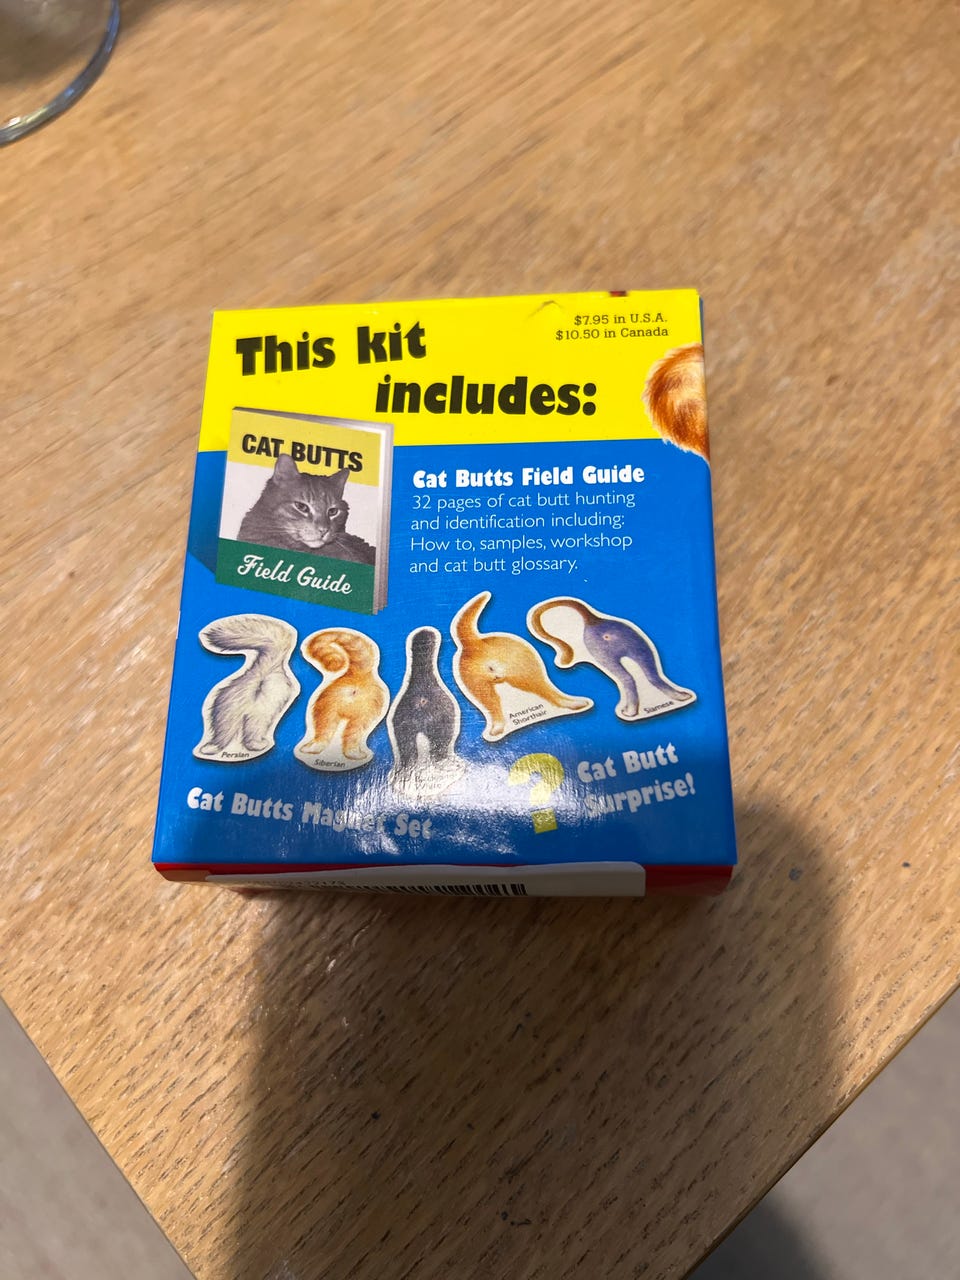 This kit
includes:
$7.95 in U.S.A.
$10.50 in Canada
CAT BUTTS
Field Guide
Cat Butts Field Guide
32 pages of cat butt hunting
and identification including:
How to, samples, workshop
and cat butt glossary.
Persian
Siberian
White
American
Shorthair
Siamese
Cat Butts Magnet Set
?
Cat Butt
Surprise!